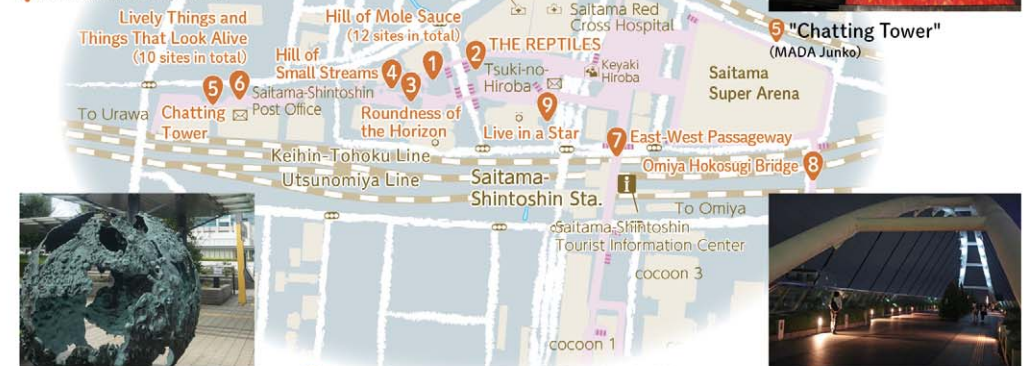 Lively Things and
Things That Look Alive
(10 sites in total)
Hill of Mole Sauce
(12 sites in total)
Saitama Red
Cross Hospital
5 "Chatting Tower"
(MADA Junko)
2 THE REPTILES
1
Hill of
Small Streams 4
3
5
6
Tsuki-no-
Hiroba
Keyaki
Hiroba
Saitama
Super Arena
Saitama-Shintoshin
Post Office
To Urawa
Chatting
Tower
Roundness of
the Horizon
9
Live in a Star
7 East-West Passageway
Keihin-Tohoku Line
Utsunomiya Line
Omiya Hokosugi Bridge 8
Saitama-
Shintoshin Sta.
i
To Omiya
Saitama-Shintoshin
Tourist Information Center
cocoon 3
cocoon 1